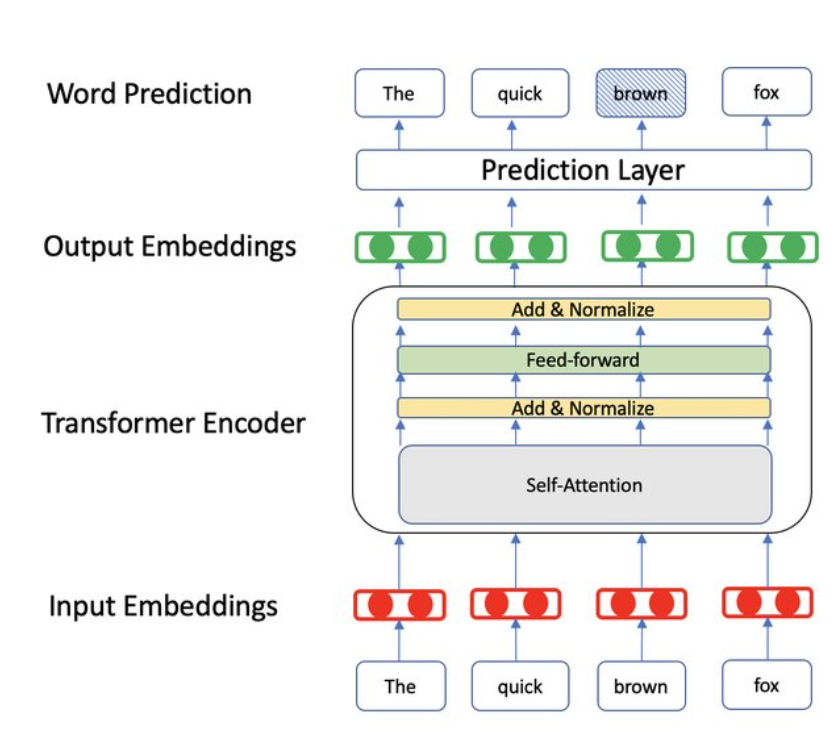 Word Prediction
The quick brown fox
Prediction Layer
Output Embeddings
Add & Normalize
Feed-forward
Add & Normalize
Transformer Encoder
Self-Attention
Input Embeddings
The quick brown fox